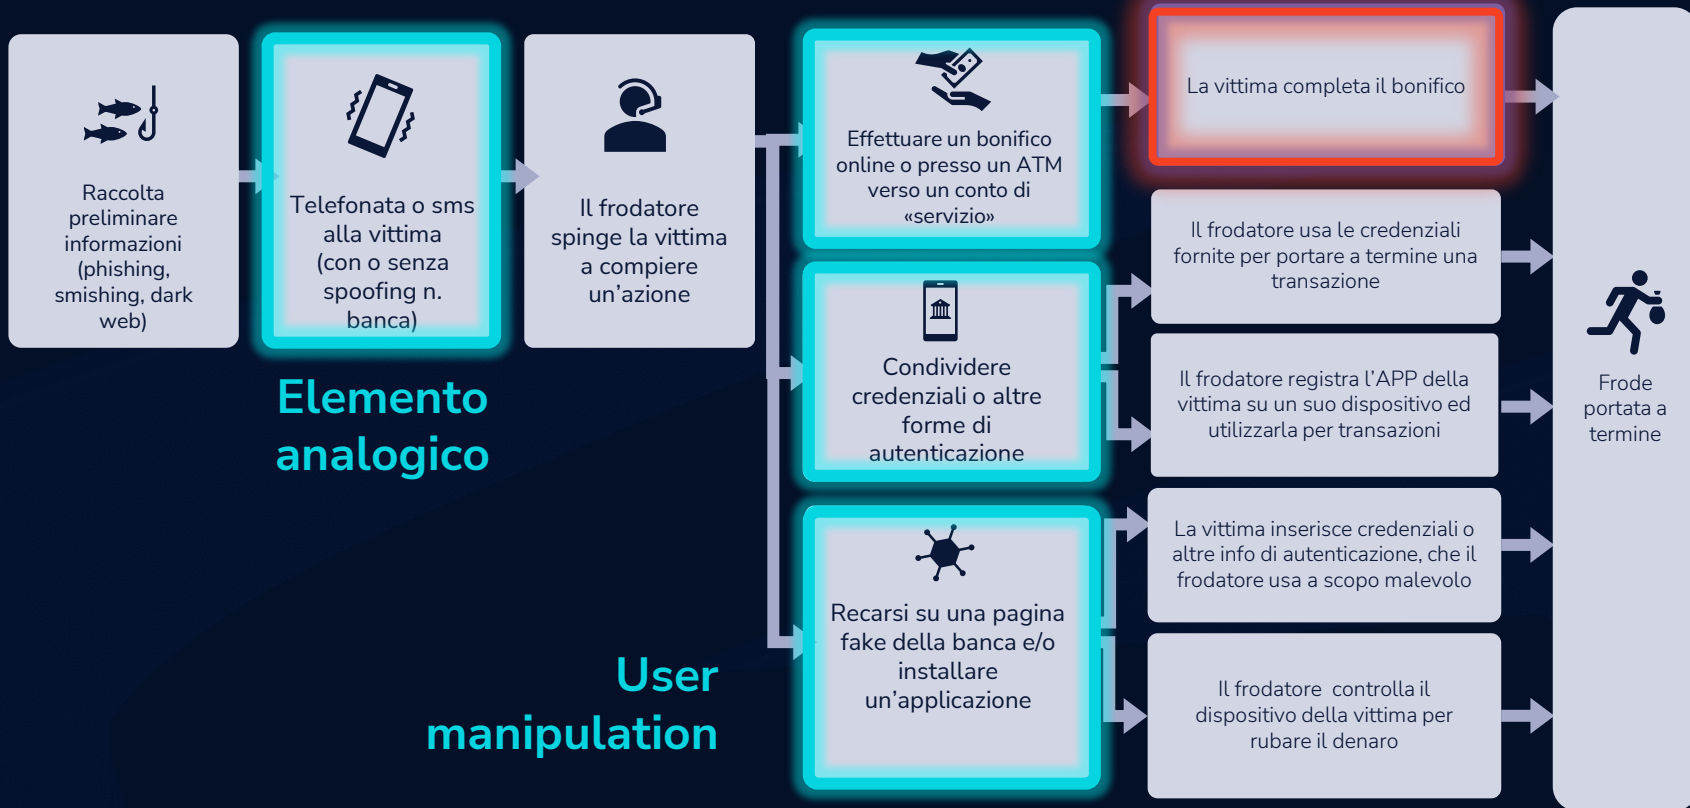 Raccolta
preliminare
informazioni
(phishing,
smishing, dark
web)
Telefonata o sms
alla vittima
(con o senza
spoofing n.
banca)
Elemento
analogico
Il frodatore
spinge la vittima
a compiere
un’azione
User
manipulation
Effettuare un bonifico
online o presso un ATM
verso un conto di
«servizio»
Condividere
credenziali o altre
forme di
autenticazione
Recarsi su una pagina
fake della banca e/o
installare
un’applicazione
La vittima completa il bonifico
Il frodatore usa le credenziali
fornite per portare a termine una
transazione
Il frodatore registra l’APP della
vittima su un suo dispositivo ed
utilizzarla per transazioni
La vittima inserisce credenziali o
altre info di autenticazione, che il
frodatore usa a scopo malevolo
Il frodatore controlla il
dispositivo della vittima per
rubare il denaro
Frode
portata a
termine